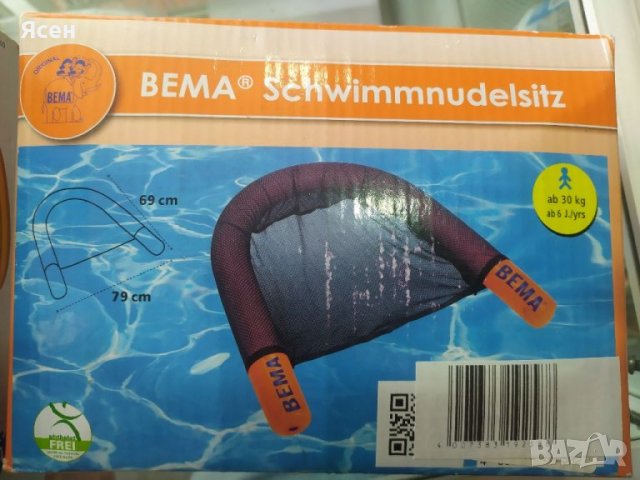 Ясен
ORIGINAL
BEMA
BEMA® Schwimmnudelsitz
69 cm
79 cm
ab 30 kg
ab 6 J./yrs
BEMA
BEMA
FREI
BAZAR
bg